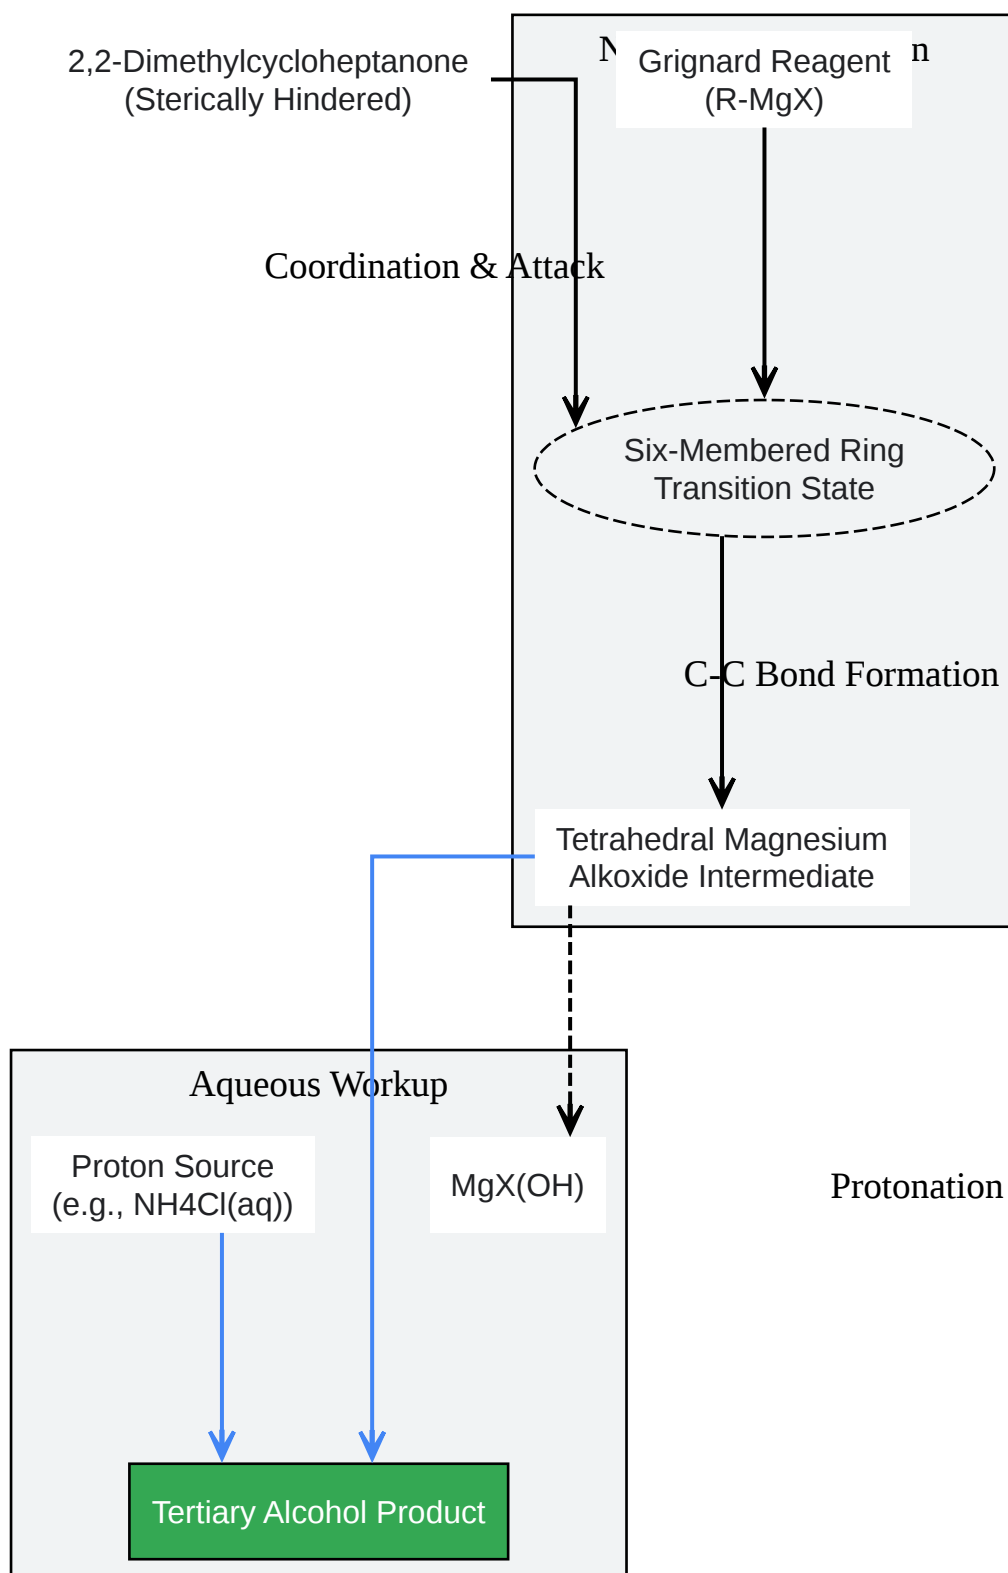 2,2-Dimethylcycloheptanone
(Sterically Hindered)
Grignard Reagent
(R-MgX)
Coordination & Attack
Six-Membered Ring
Transition State
C-C Bond Formation
Tetrahedral Magnesium
Alkoxide Intermediate
Aqueous Workup
Proton Source
(e.g., NH4Cl(aq))
MgX(OH)
Protonation
Tertiary Alcohol Product